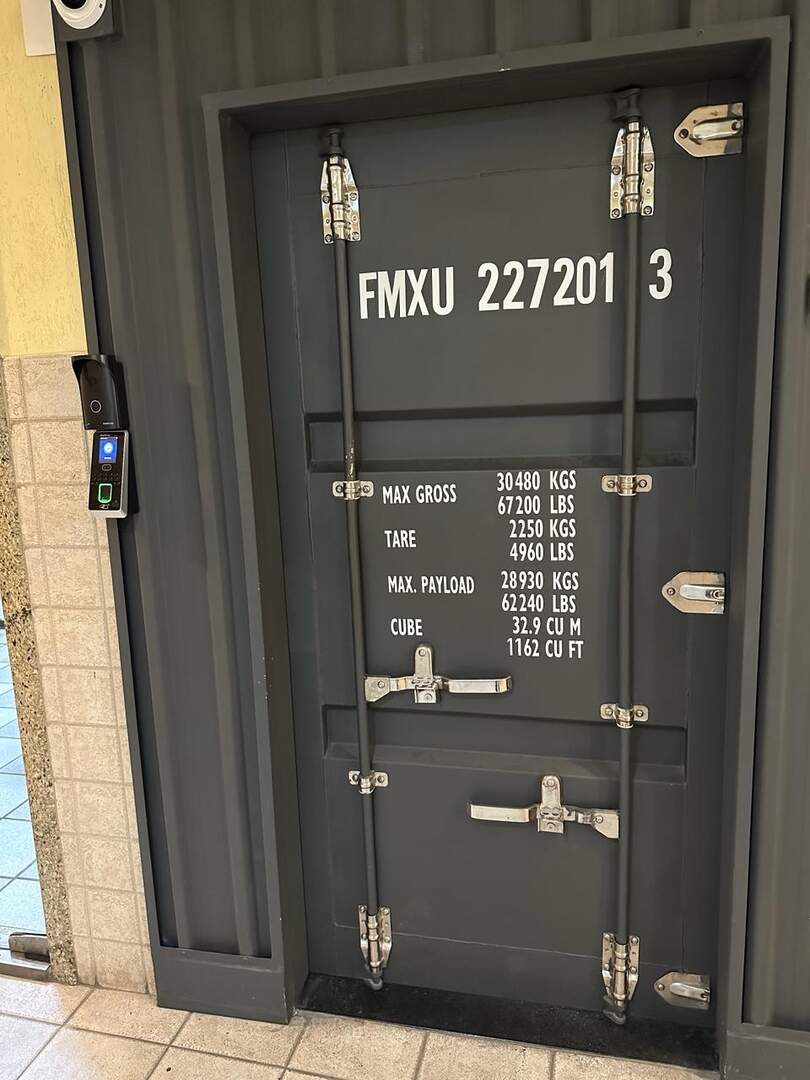 FMXU 227201 3
MAX GROSS 30480 KGS
67200 LBS
TARE 2250 KGS
4960 LBS
MAX. PAYLOAD 28930 KGS
62240 LBS
CUBE 32.9 CU M
1162 CU FT